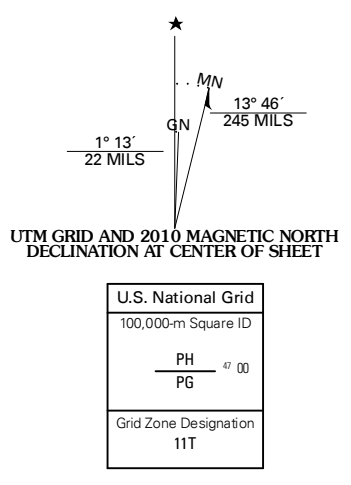 ★
MN
GN
13° 46´
245 MILS
1° 13´
22 MILS
UTM GRID AND 2010 MAGNETIC NORTH
DECLINATION AT CENTER OF SHEET
U.S. National Grid
100,000-m Square ID
PH
47 00
PG
Grid Zone Designation
11T